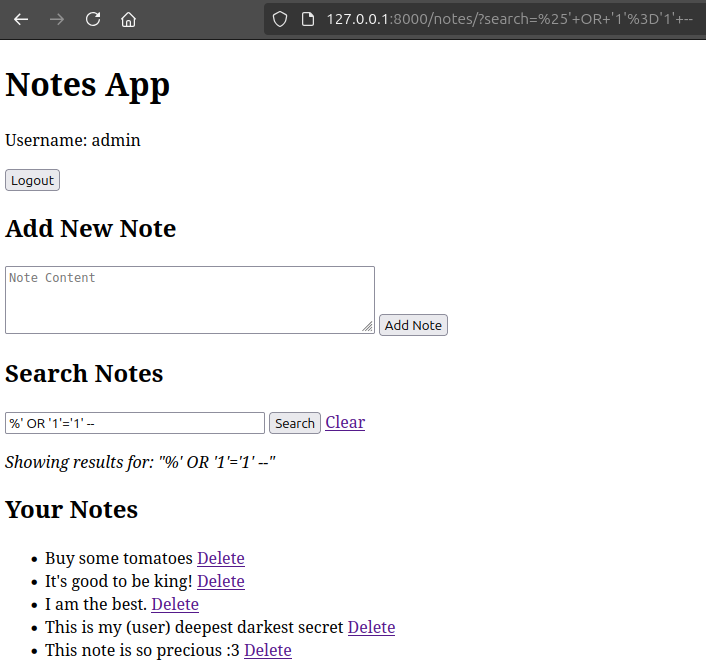 127.0.0.1:8000/notes/?search=%25'+OR+'1'%3D'1'+--
Notes App
Username: admin
Logout
Add New Note
Note Content
Add Note
Search Notes
%' OR '1'='1' -- Search Clear
Showing results for: "%' OR '1'='1' --"
Your Notes
• Buy some tomatoes Delete
• It's good to be king! Delete
• I am the best. Delete
• This is my (user) deepest darkest secret Delete
• This note is so precious :3 Delete